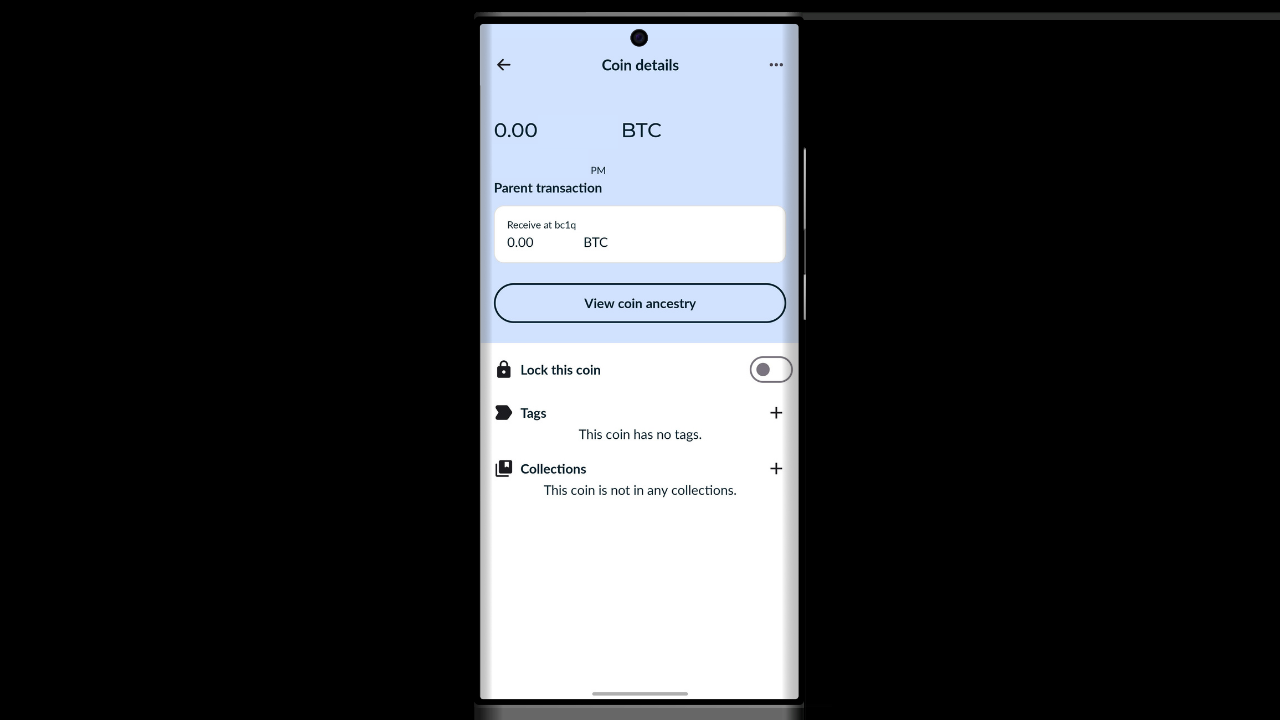 Coin details
0.00 BTC
PM
Parent transaction
Receive at bc1q
0.00 BTC
View coin ancestry
Lock this coin
Tags
This coin has no tags.
Collections
This coin is not in any collections.